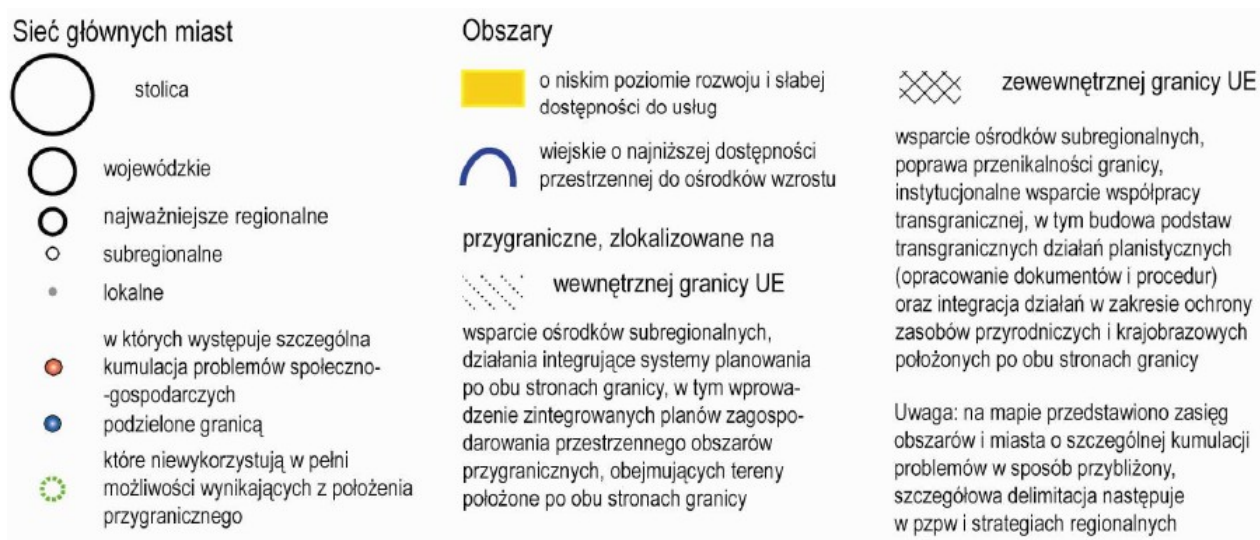 Sieć głównych miast
stolica
wojewódzkie
najważniejsze regionalne
subregionalne
lokalne
w których występuje szczególna
kumulacja problemów społeczno-
-gospodarczych
podzielone granicą
które niewykorzystują w pełni
możliwości wynikających z położenia
przygranicznego
Obszary
o niskim poziomie rozwoju i słabej
dostępności do usług
wiejskie o najniższej dostępności
przestrzennej do ośrodków wzrostu
przygraniczne, zlokalizowane na
wewnętrznej granicy UE
wsparcie ośrodków subregionalnych,
działania integrujące systemy planowania
po obu stronach granicy, w tym wprowa-
dzenie zintegrowanych planów zagospo-
darowania przestrzennego obszarów
przygranicznych, obejmujących tereny
położone po obu stronach granicy
zewewnętrznej granicy UE
wsparcie ośrodków subregionalnych,
poprawa przenikalności granicy,
instytucjonalne wsparcie współpracy
transgranicznej, w tym budowa podstaw
transgranicznych działań planistycznych
(opracowanie dokumentów i procedur)
oraz integracja działań w zakresie ochrony
zasobów przyrodniczych i krajobrazowych
położonych po obu stronach granicy
Uwaga: na mapie przedstawiono zasięg
obszarów i miasta o szczególnej kumulacji
problemów w sposób przybliżony,
szczegółowa delimitacja następuje
w pzpw i strategiach regionalnych